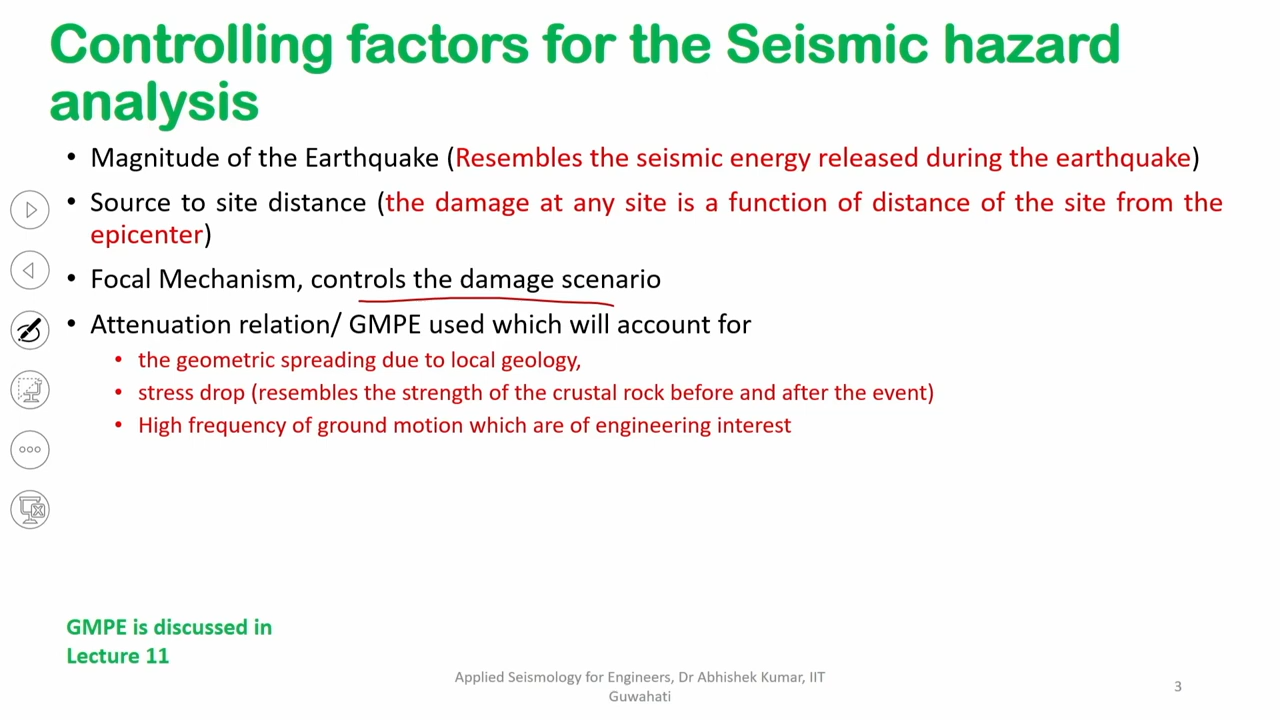 Controlling factors for the Seismic hazard
analysis
• Magnitude of the Earthquake (Resembles the seismic energy released during the earthquake)
• Source to site distance (the damage at any site is a function of distance of the site from the
epicenter)
• Focal Mechanism, controls the damage scenario
• Attenuation relation/ GMPE used which will account for
• the geometric spreading due to local geology,
• stress drop (resembles the strength of the crustal rock before and after the event)
• High frequency of ground motion which are of engineering interest
GMPE is discussed in
Lecture 11
Applied Seismology for Engineers, Dr Abhishek Kumar, IIT
Guwahati
3